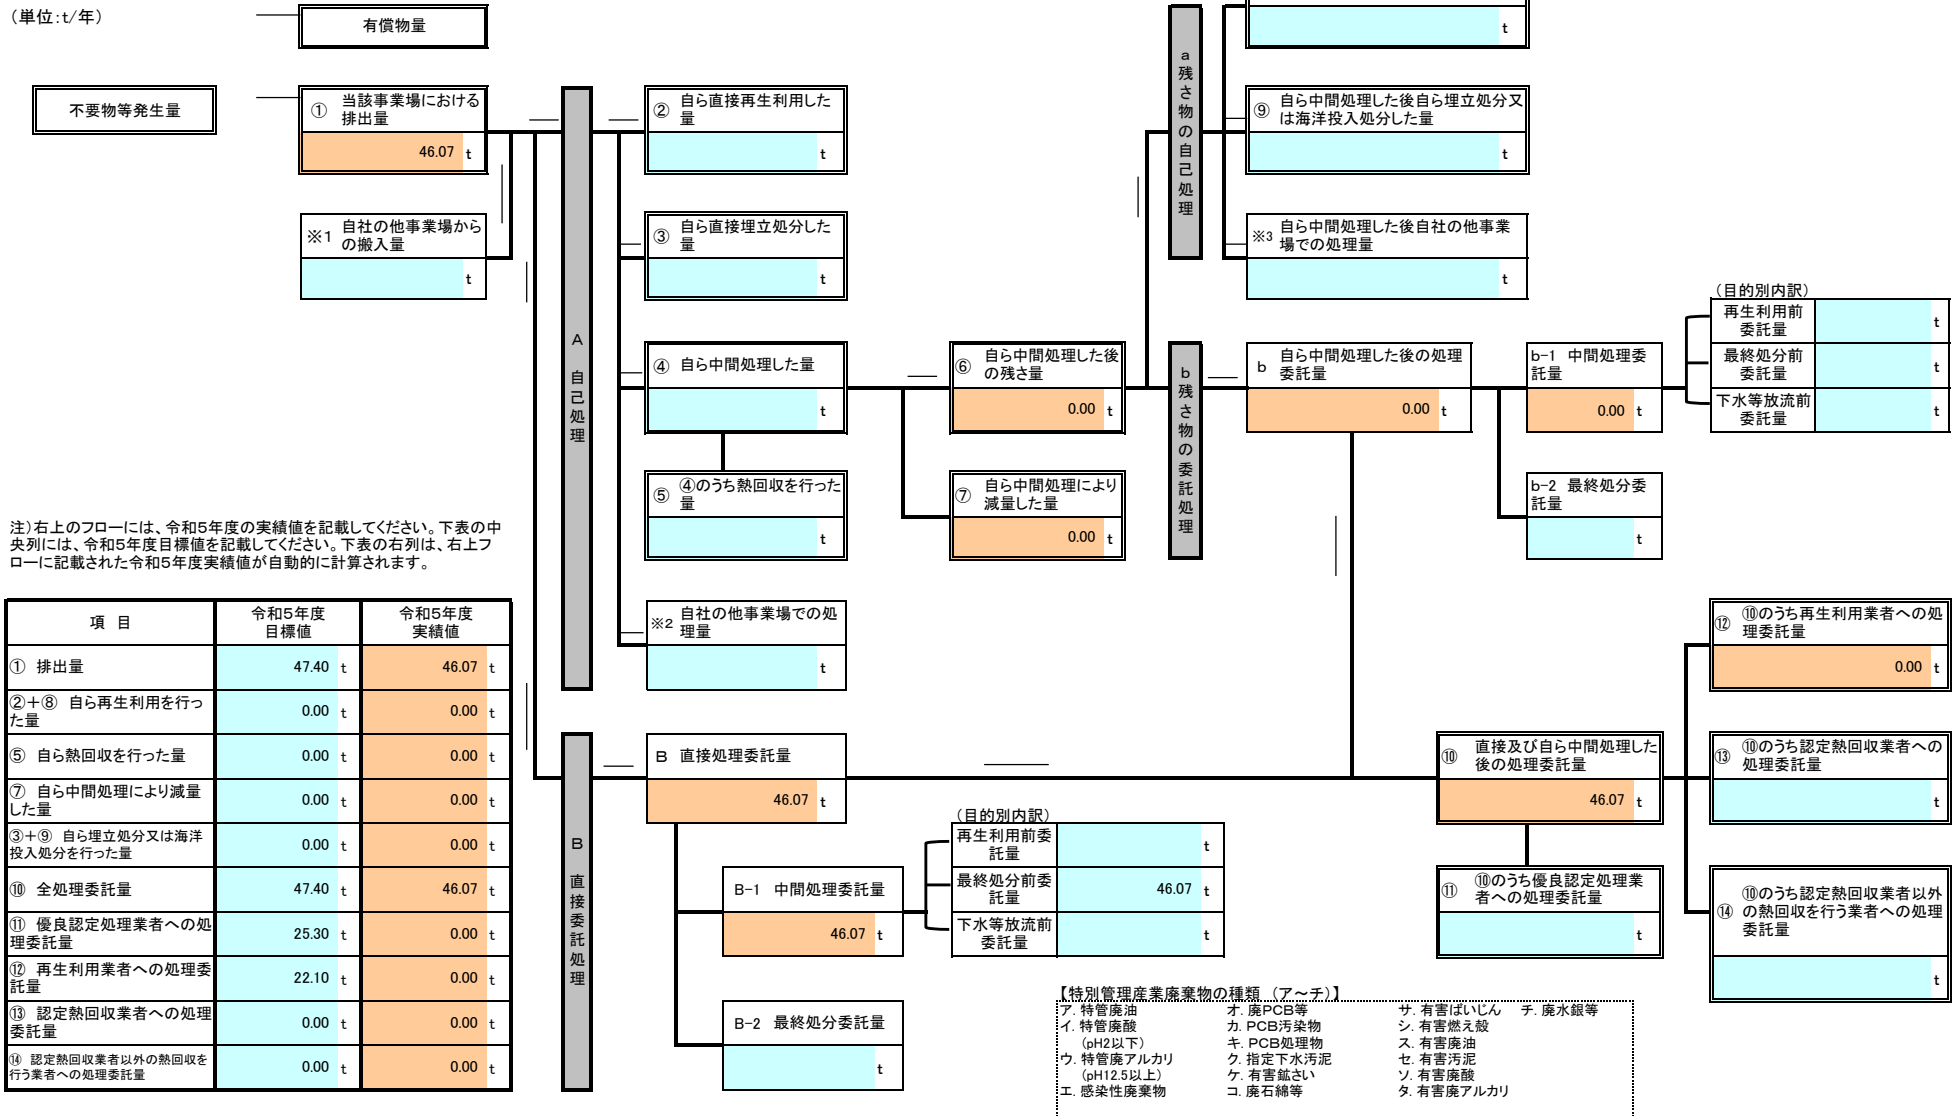 （単位：t/年）
有償物量
t
不要物等発生量
① 当該事業場における
排出量
46.07 t
※1 自社の他事業場から
の搬入量
t
A 自己処理
② 自ら直接再生利用した
量
t
③ 自ら直接埋立処分した
量
t
④ 自ら中間処理した量
t
⑤ ④のうち熱回収を行った
量
t
※2 自社の他事業場での処
理量
t
⑥ 自ら中間処理した後
の残さ量
0.00 t
⑦ 自ら中間処理により
減量した量
0.00 t
a 残さ物の自己処理
⑨ 自ら中間処理した後自ら埋立処分又
は海洋投入処分した量
t
※3 自ら中間処理した後自社の他事業
場での処理量
t
b 残さ物の委託処理
b 自ら中間処理した後の処理
委託量
0.00 t
b-1 中間処理委
託量
0.00 t
b-2 最終処分委
託量
t
（目的別内訳）
再生利用前
委託量 t
最終処分前
委託量 t
下水等放流前
委託量 t
注）右上のフローには、令和5年度の実績値を記載してください。下表の中
央列には、令和5年度目標値を記載してください。下表の右列は、右上フ
ローに記載された令和5年度実績値が自動的に計算されます。
項 目 令和5年度
目標値 令和5年度
実績値
① 排出量 47.40 t 46.07 t
②＋⑧ 自ら再生利用を行っ
た量 0.00 t 0.00 t
⑤ 自ら熱回収を行った量 0.00 t 0.00 t
⑦ 自ら中間処理により減量
した量 0.00 t 0.00 t
③＋⑨ 自ら埋立処分又は海洋
投入処分を行った量 0.00 t 0.00 t
⑩ 全処理委託量 47.40 t 46.07 t
⑪ 優良認定処理業者への処
理委託量 25.30 t 0.00 t
⑫ 再生利用業者への処理委
託量 22.10 t 0.00 t
⑬ 認定熱回収業者への処理
委託量 0.00 t 0.00 t
⑭ 認定熱回収業者以外の熱回収を
行う業者への処理委託量 0.00 t 0.00 t
B 直接委託処理
B 直接処理委託量
46.07 t
B-1 中間処理委託量
46.07 t
B-2 最終処分委託量
t
（目的別内訳）
再生利用前委
託量 t
最終処分前委
託量 46.07 t
下水等放流前
委託量 t
⑩ 直接及び自ら中間処理した
後の処理委託量
46.07 t
⑪ ⑩のうち優良認定処理業
者への処理委託量
t
⑫ ⑩のうち再生利用業者への処
理委託量
0.00 t
⑬ ⑩のうち認定熱回収業者への
処理委託量
t
⑭ ⑩のうち認定熱回収業者以外
の熱回収を行う業者への処理
委託量
t
【特別管理産業廃棄物の種類 （ア～チ）】
ア. 特管廃油 オ. 廃PCB等 サ. 有害ばいじん チ. 廃水銀等
イ. 特管廃酸 カ. PCB汚染物 シ. 有害燃え殻
（pH2以下） キ. PCB処理物 ス. 有害廃油
ウ. 特管廃アルカリ ク. 指定下水汚泥 セ. 有害汚泥
（pH12.5以上） ケ. 有害鉱さい ソ. 有害廃酸
エ. 感染性廃棄物 コ. 廃石綿等 タ. 有害廃アルカリ